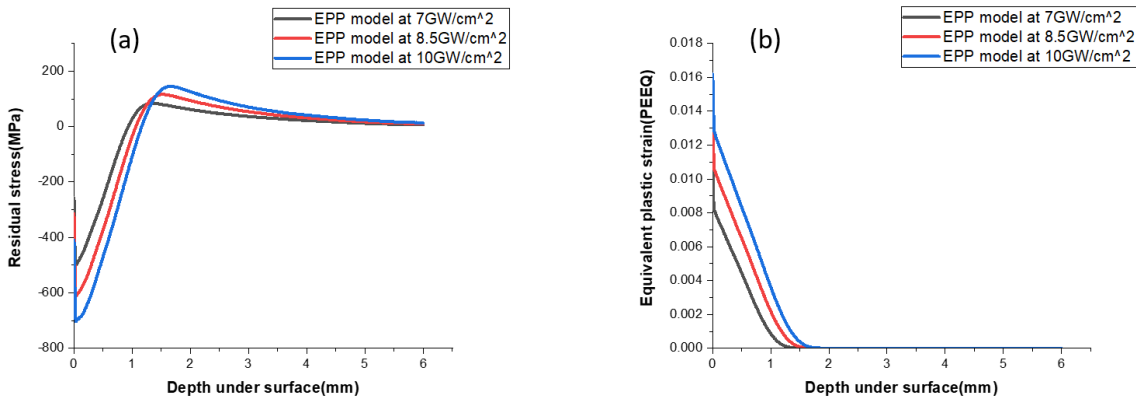 (a)
EPP model at 7GW/cm^2
EPP model at 8.5GW/cm^2
EPP model at 10GW/cm^2
Residual stress(MPa)
200
0
-200
-400
-600
-800
0 1 2 3 4 5 6
Depth under surface(mm)
(b)
EPP model at 7GW/cm^2
EPP model at 8.5GW/cm^2
EPP model at 10GW/cm^2
Equivalent plastic strain(PEEQ)
0.018
0.016
0.014
0.012
0.010
0.008
0.006
0.004
0.002
0.000
0 1 2 3 4 5 6
Depth under surface(mm)